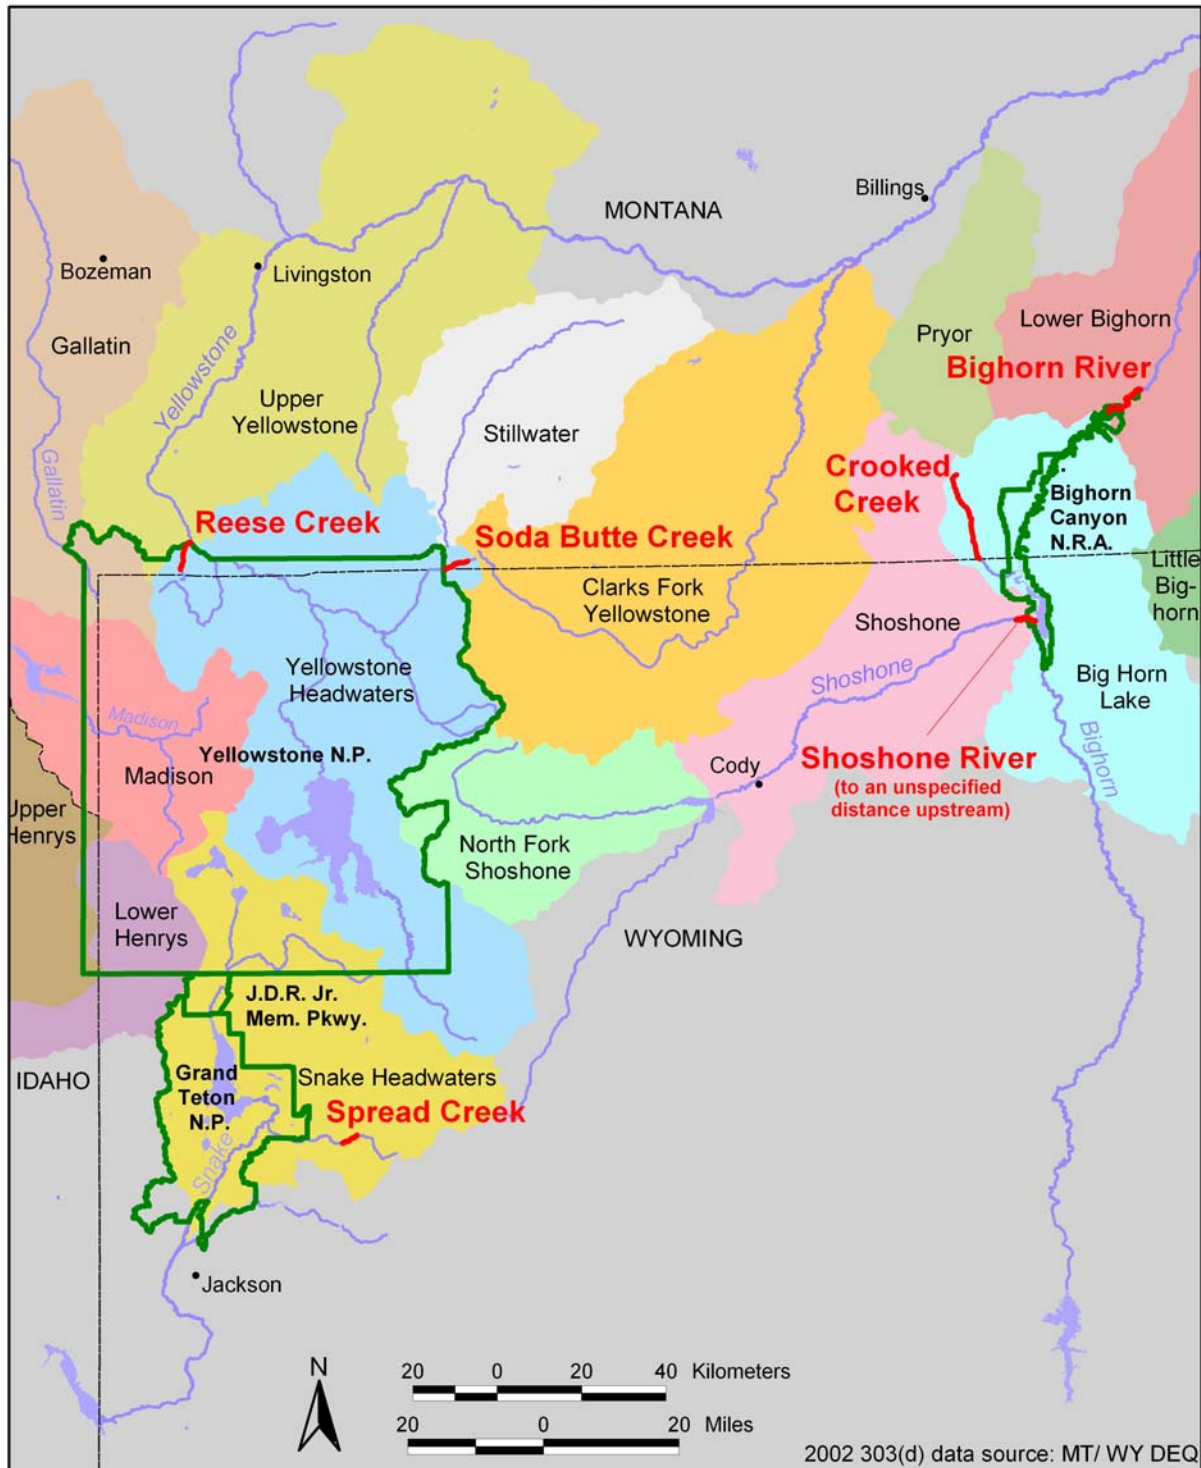 MONTANA
Billings
Bozeman
Livingston
Gallatin
Yellowstone
Upper
Yellowstone
Gallatin
Stillwater
Pryor
Lower Bighorn
Bighorn River
Crooked
Creek
Bighorn
Canyon
N.R.A.
Reese Creek
Soda Butte Creek
Clarks Fork
Yellowstone
Little
Big-
horn
Shoshone
Shoshone
Yellowstone
Headwaters
Big Horn
Lake
Bighorn
Madison
Madison
Yellowstone N.P.
Cody
Shoshone River
(to an unspecified
distance upstream)
Upper
Henrys
North Fork
Shoshone
Lower
Henrys
WYOMING
J.D.R. Jr.
Mem. Pkwy.
IDAHO
Grand
Teton
N.P.
Snake Headwaters
Spread Creek
Snake
Jackson
N
20 0 20 40 Kilometers
20 0 20 Miles
2002 303(d) data source: MT/ WY DEQ